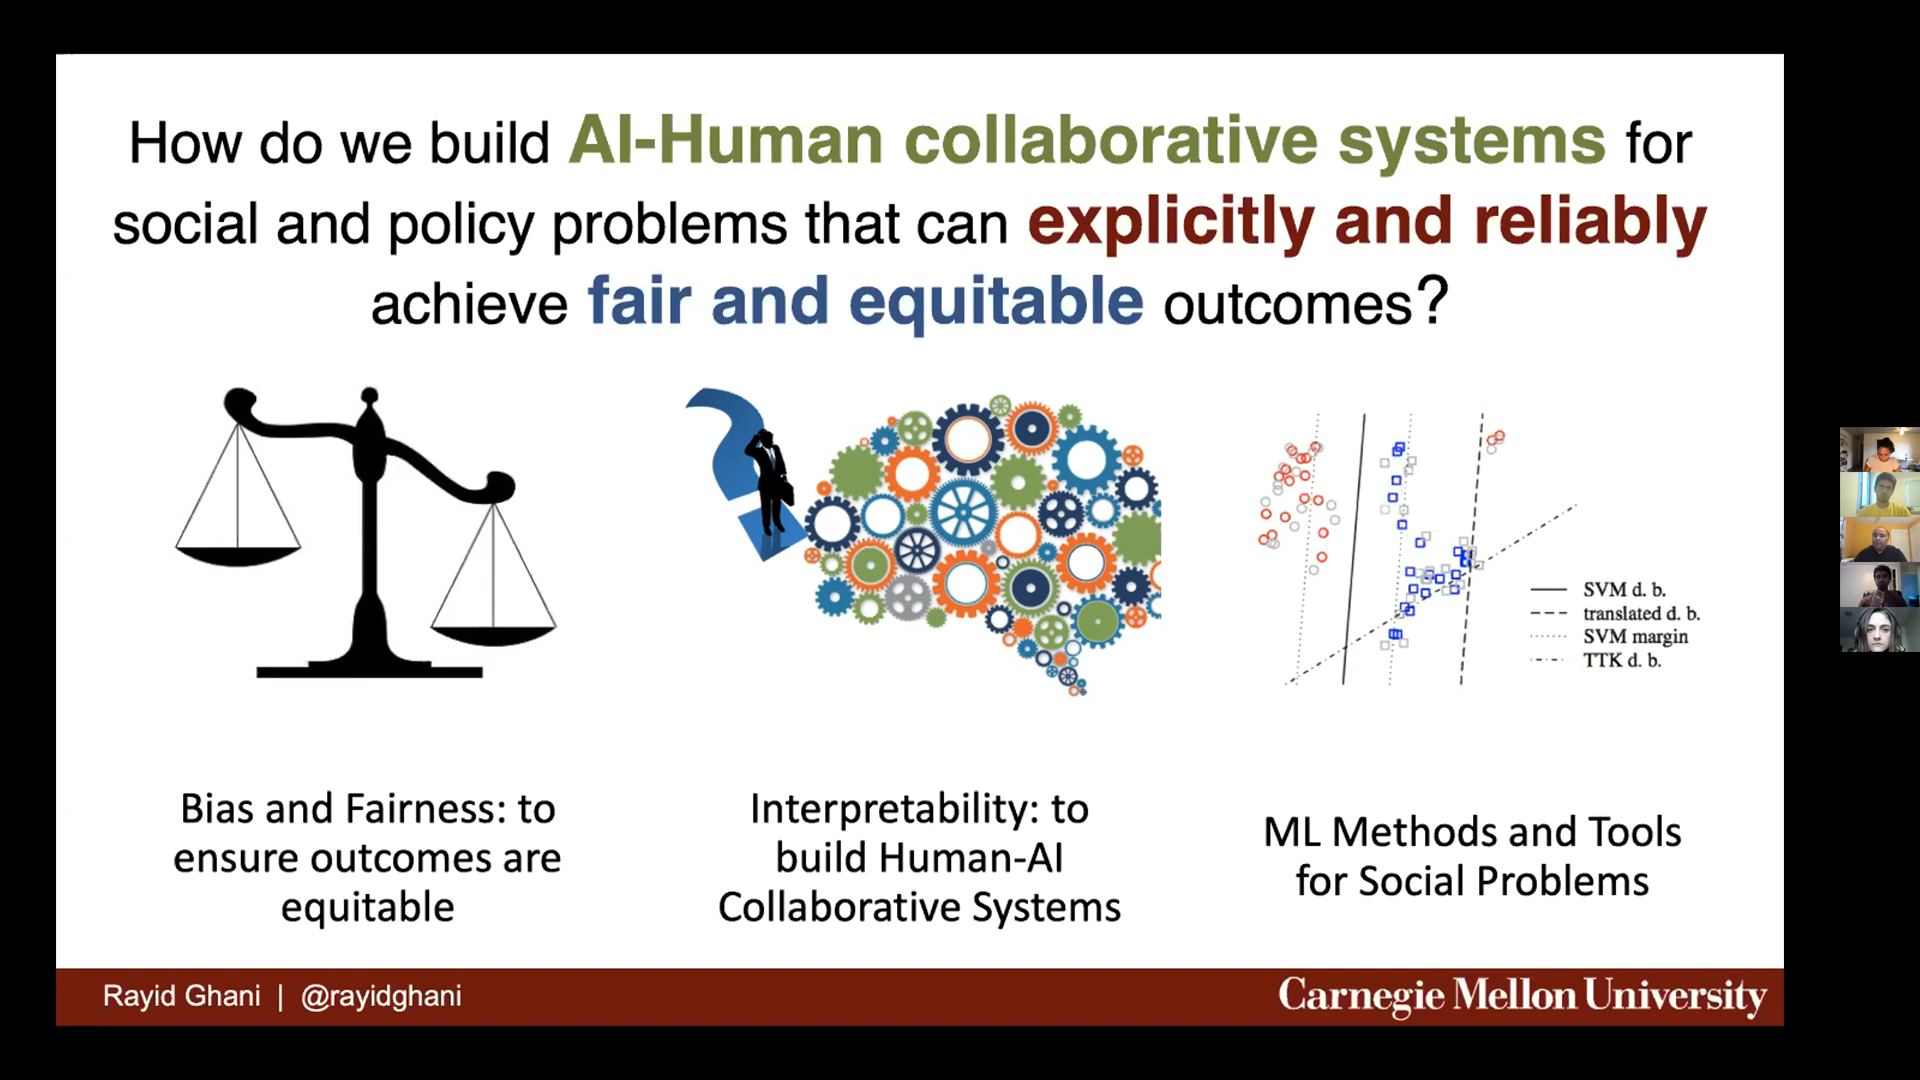 How do we build AI-Human collaborative systems for
social and policy problems that can explicitly and reliably
achieve fair and equitable outcomes?
SVM d. b.
translated d. b.
SVM margin
TTK d. b.
Bias and Fairness: to
ensure outcomes are
equitable
Interpretability: to
build Human-AI
Collaborative Systems
ML Methods and Tools
for Social Problems
Rayid Ghani | @rayidghani
Carnegie Mellon University